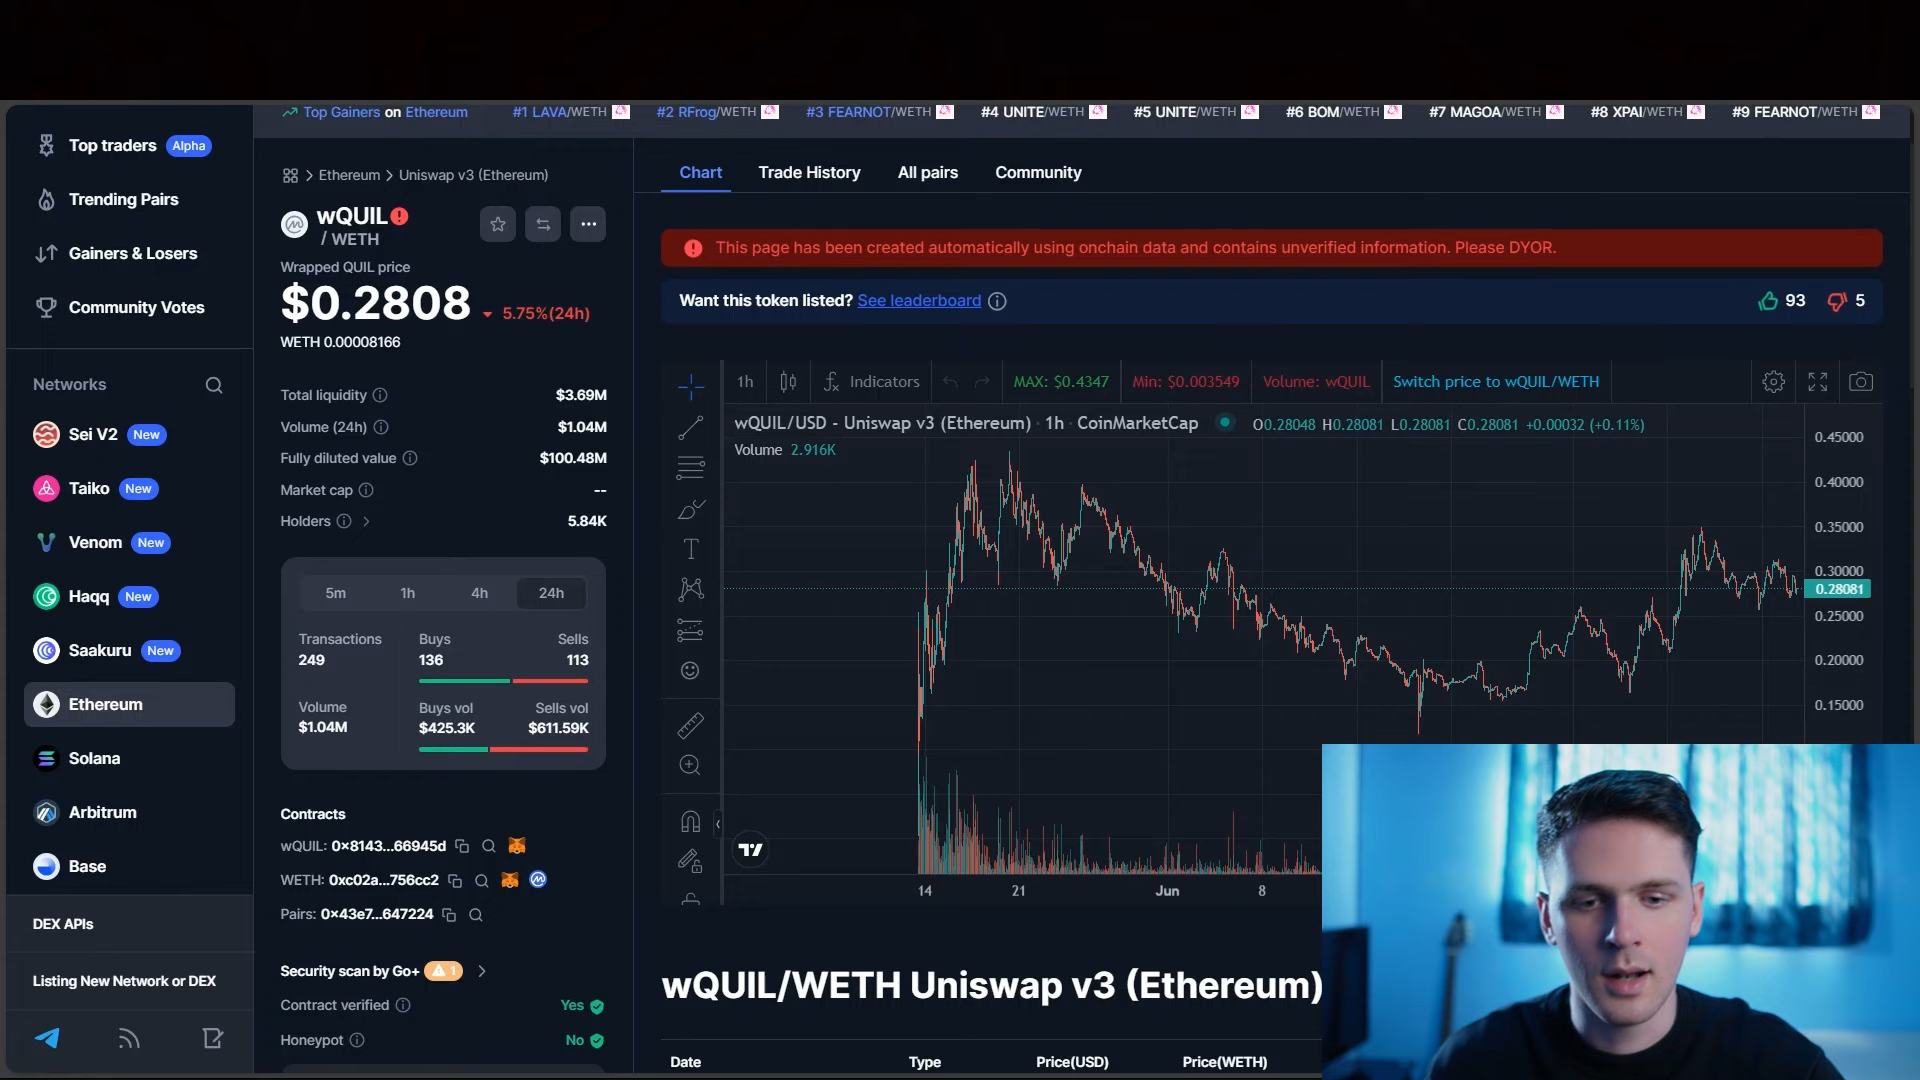 Top Gainers on Ethereum #1 LAVA/WETH #2 RFrog/WETH #3 FEARNOT/WETH #4 UNITE/WETH #5 UNITE/WETH #6 BOM/WETH #7 MAGOA/WETH #8 XPAI/WETH #9 FEARNOT/WETH
Top traders Alpha
Trending Pairs
Gainers & Losers
Community Votes
Networks
Sei V2 New
Taiko New
Venom New
Haqq New
Saakuru New
Ethereum
Solana
Arbitrum
Base
DEX APIs
Listing New Network or DEX
Ethereum > Uniswap v3 (Ethereum)
wQUIL
/ WETH
Wrapped QUIL price
$0.2808 5.75%(24h)
WETH 0.00008166
Total liquidity $3.69M
Volume (24h) $1.04M
Fully diluted value $100.48M
Market cap --
Holders > 5.84K
5m 1h 4h 24h
Transactions Buys Sells
249 136 113
Volume Buys vol Sells vol
$1.04M $425.3K $611.59K
Contracts
wQUIL: 0x8143...66945d
WETH: 0xc02a...756cc2
Pairs: 0x43e7...647224
Security scan by Go+ 1 >
Contract verified Yes
Honeypot No
Chart Trade History All pairs Community
This page has been created automatically using onchain data and contains unverified information. Please DYOR.
Want this token listed? See leaderboard 93 5
1h Indicators MAX: $0.4347 Min: $0.003549 Volume: wQUIL Switch price to wQUIL/WETH
wQUIL/USD - Uniswap v3 (Ethereum) · 1h · CoinMarketCap O0.28048 H0.28081 L0.28081 C0.28081 +0.00032 (+0.11%)
Volume 2.916K
0.45000
0.40000
0.35000
0.30000
0.28081
0.25000
0.20000
0.15000
14 21 Jun 8
wQUIL/WETH Uniswap v3 (Ethereum)
Date Type Price(USD) Price(WETH)